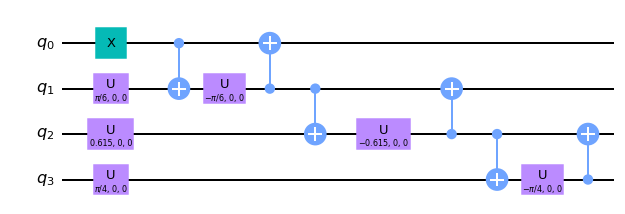 q₀ X
q₁ U π/6, 0, 0 U −π/6, 0, 0
q₂ U 0.615, 0, 0 U −0.615, 0, 0
q₃ U π/4, 0, 0 U −π/4, 0, 0